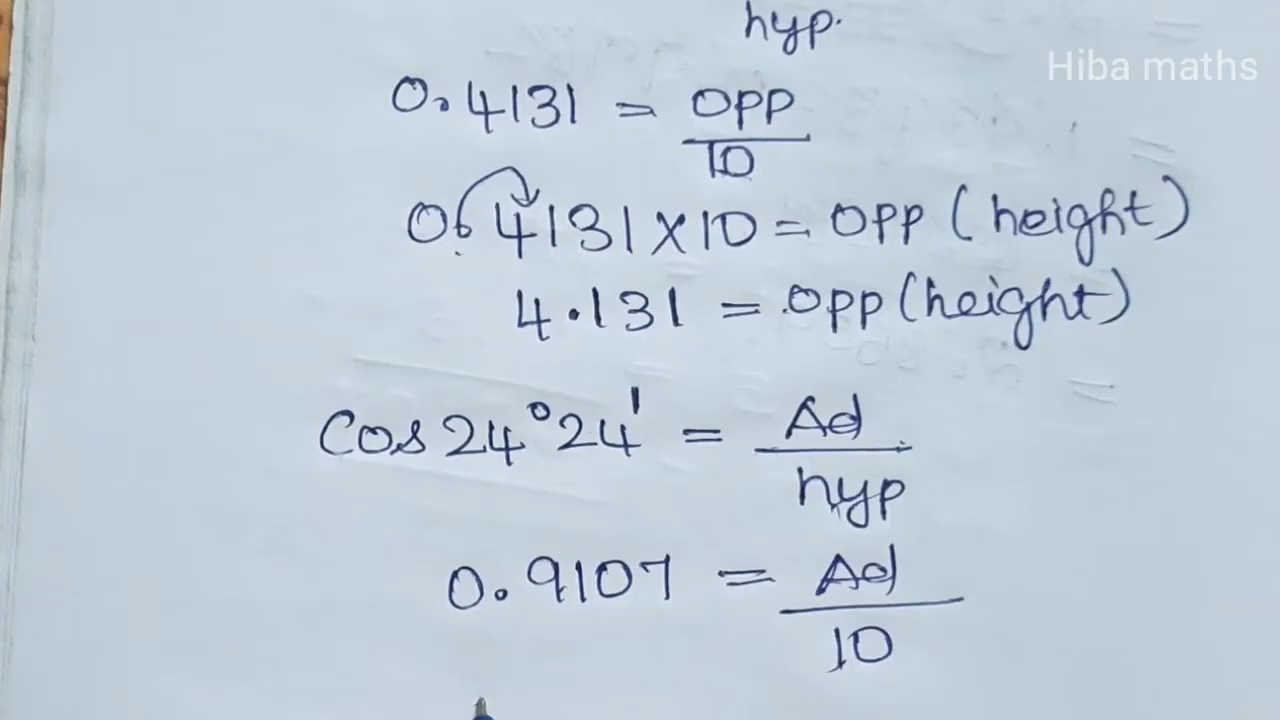 hyp.
Hiba maths
0.4131 = opp/10
0.4131 × 10 = opp (height)
4.131 = opp (height)
Cos 24°24' = Ad/hyp
0.9107 = Ad/10